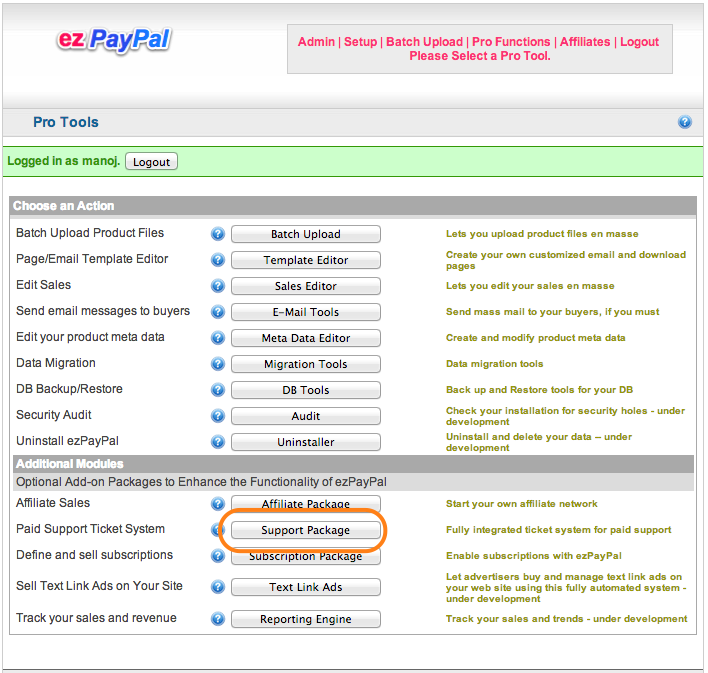 ez PayPal
Admin | Setup | Batch Upload | Pro Functions | Affiliates | Logout
Please Select a Pro Tool.
Pro Tools
?
Logged in as manoj. Logout
Choose an Action
Batch Upload Product Files ? Batch Upload Lets you upload product files en masse
Page/Email Template Editor ? Template Editor Create your own customized email and download
pages
Edit Sales ? Sales Editor Lets you edit your sales en masse
Send email messages to buyers ? E-Mail Tools Send mass mail to your buyers, if you must
Edit your product meta data ? Meta Data Editor Create and modify product meta data
Data Migration ? Migration Tools Data migration tools
DB Backup/Restore ? DB Tools Back up and Restore tools for your DB
Security Audit ? Audit Check your installation for security holes - under
development
Uninstall ezPayPal ? Uninstaller Uninstall and delete your data -- under
development
Additional Modules
Optional Add-on Packages to Enhance the Functionality of ezPayPal
Affiliate Sales ? Affiliate Package Start your own affiliate network
Paid Support Ticket System ? Support Package Fully integrated ticket system for paid support
Define and sell subscriptions ? Subscription Package Enable subscriptions with ezPayPal
Sell Text Link Ads on Your Site ? Text Link Ads Let advertisers buy and manage text link ads on
your web site using this fully automated system -
under development
Track your sales and revenue ? Reporting Engine Track your sales and trends - under development